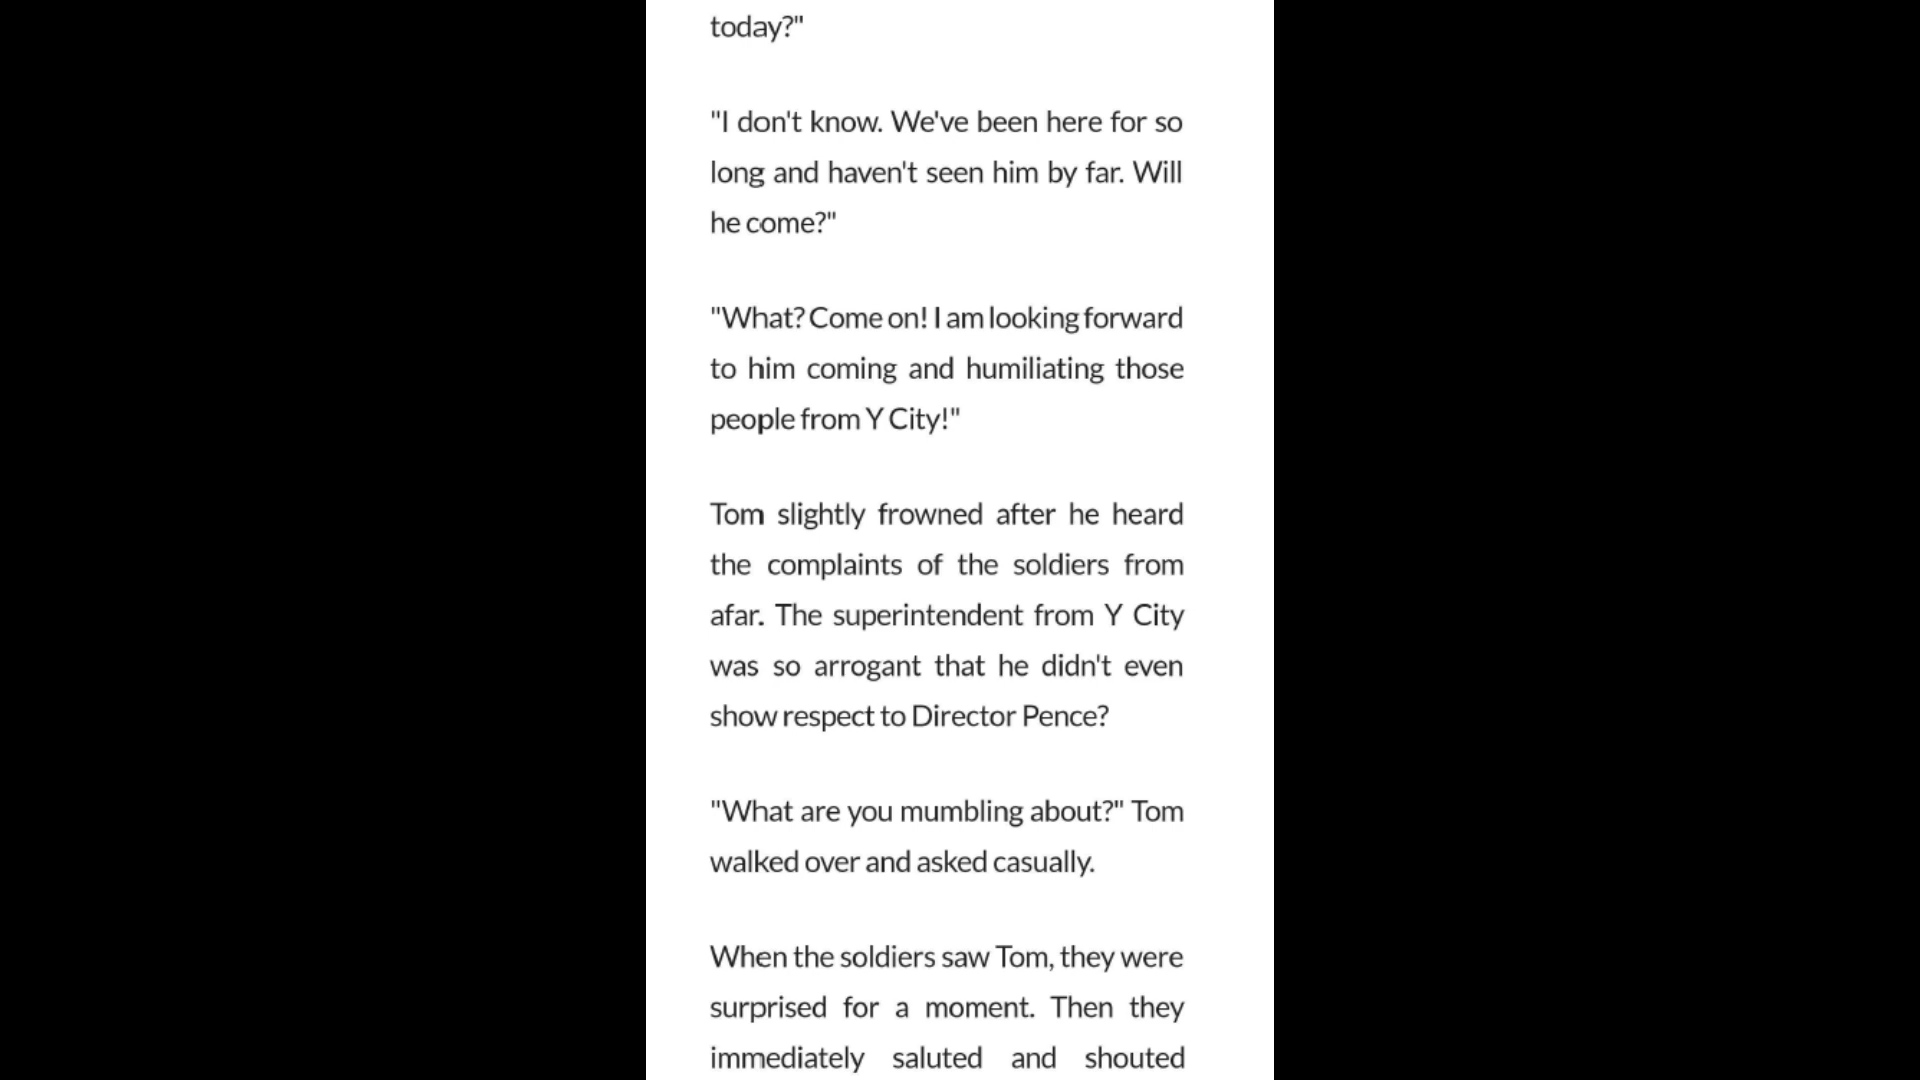 today?"
"I don't know. We've been here for so
long and haven't seen him by far. Will
he come?"
"What? Come on! I am looking forward
to him coming and humiliating those
people from Y City!"
Tom slightly frowned after he heard
the complaints of the soldiers from
afar. The superintendent from Y City
was so arrogant that he didn't even
show respect to Director Pence?
"What are you mumbling about?" Tom
walked over and asked casually.
When the soldiers saw Tom, they were
surprised for a moment. Then they
immediately saluted and shouted